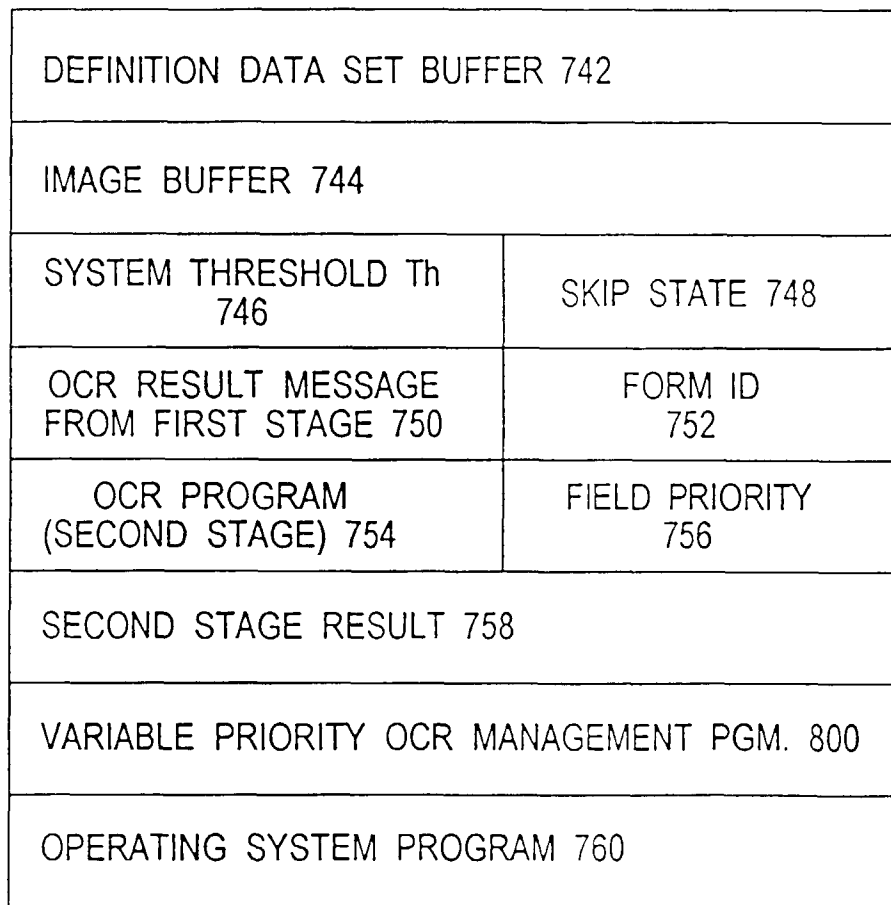 DEFINITION DATA SET BUFFER 742
IMAGE BUFFER 744
SYSTEM THRESHOLD Th
746
SKIP STATE 748
OCR RESULT MESSAGE
FROM FIRST STAGE 750
FORM ID
752
OCR PROGRAM
(SECOND STAGE) 754
FIELD PRIORITY
756
SECOND STAGE RESULT 758
VARIABLE PRIORITY OCR MANAGEMENT PGM. 800
OPERATING SYSTEM PROGRAM 760